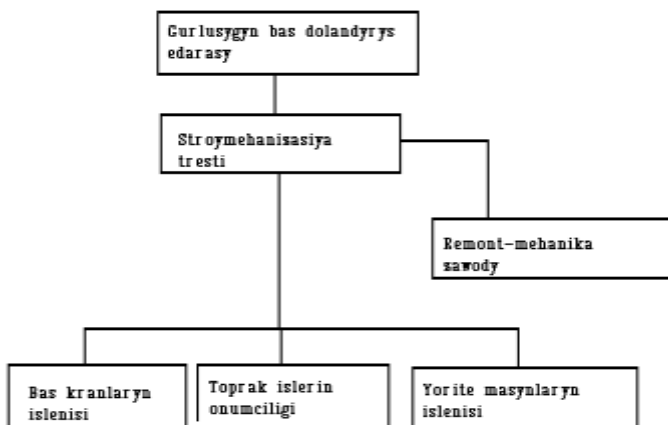 Gurlusygyn bas dolandyrys
edarasy
Stroymehanisasiya
tresti
Remont-mehanika
zawody
Bas kranlaryn
islenisi
Toprak islerin
onumciligi
Yorite masynlaryn
islenisi